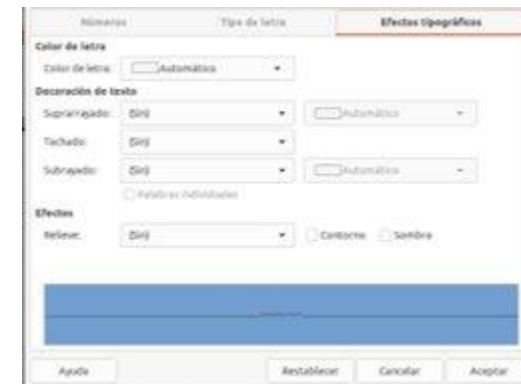 Números Tipo de letra Efectos tipográficos
Color de letra
Color de letra: Automático
Decoración de texto
Suprarrayado: (Sin) Automático
Tachado: (Sin)
Subrayado: (Sin) Automático
Palabras individuales
Efectos
Relieve: (Sin) Contorno Sombra
Ayuda Restablecer Cancelar Aceptar